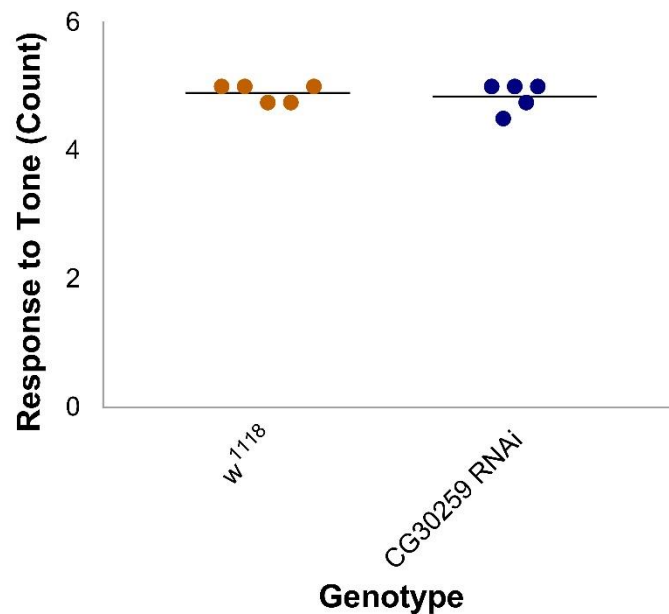 Response to Tone (Count)
6
4
2
0
w1118
CG30259 RNAi
Genotype